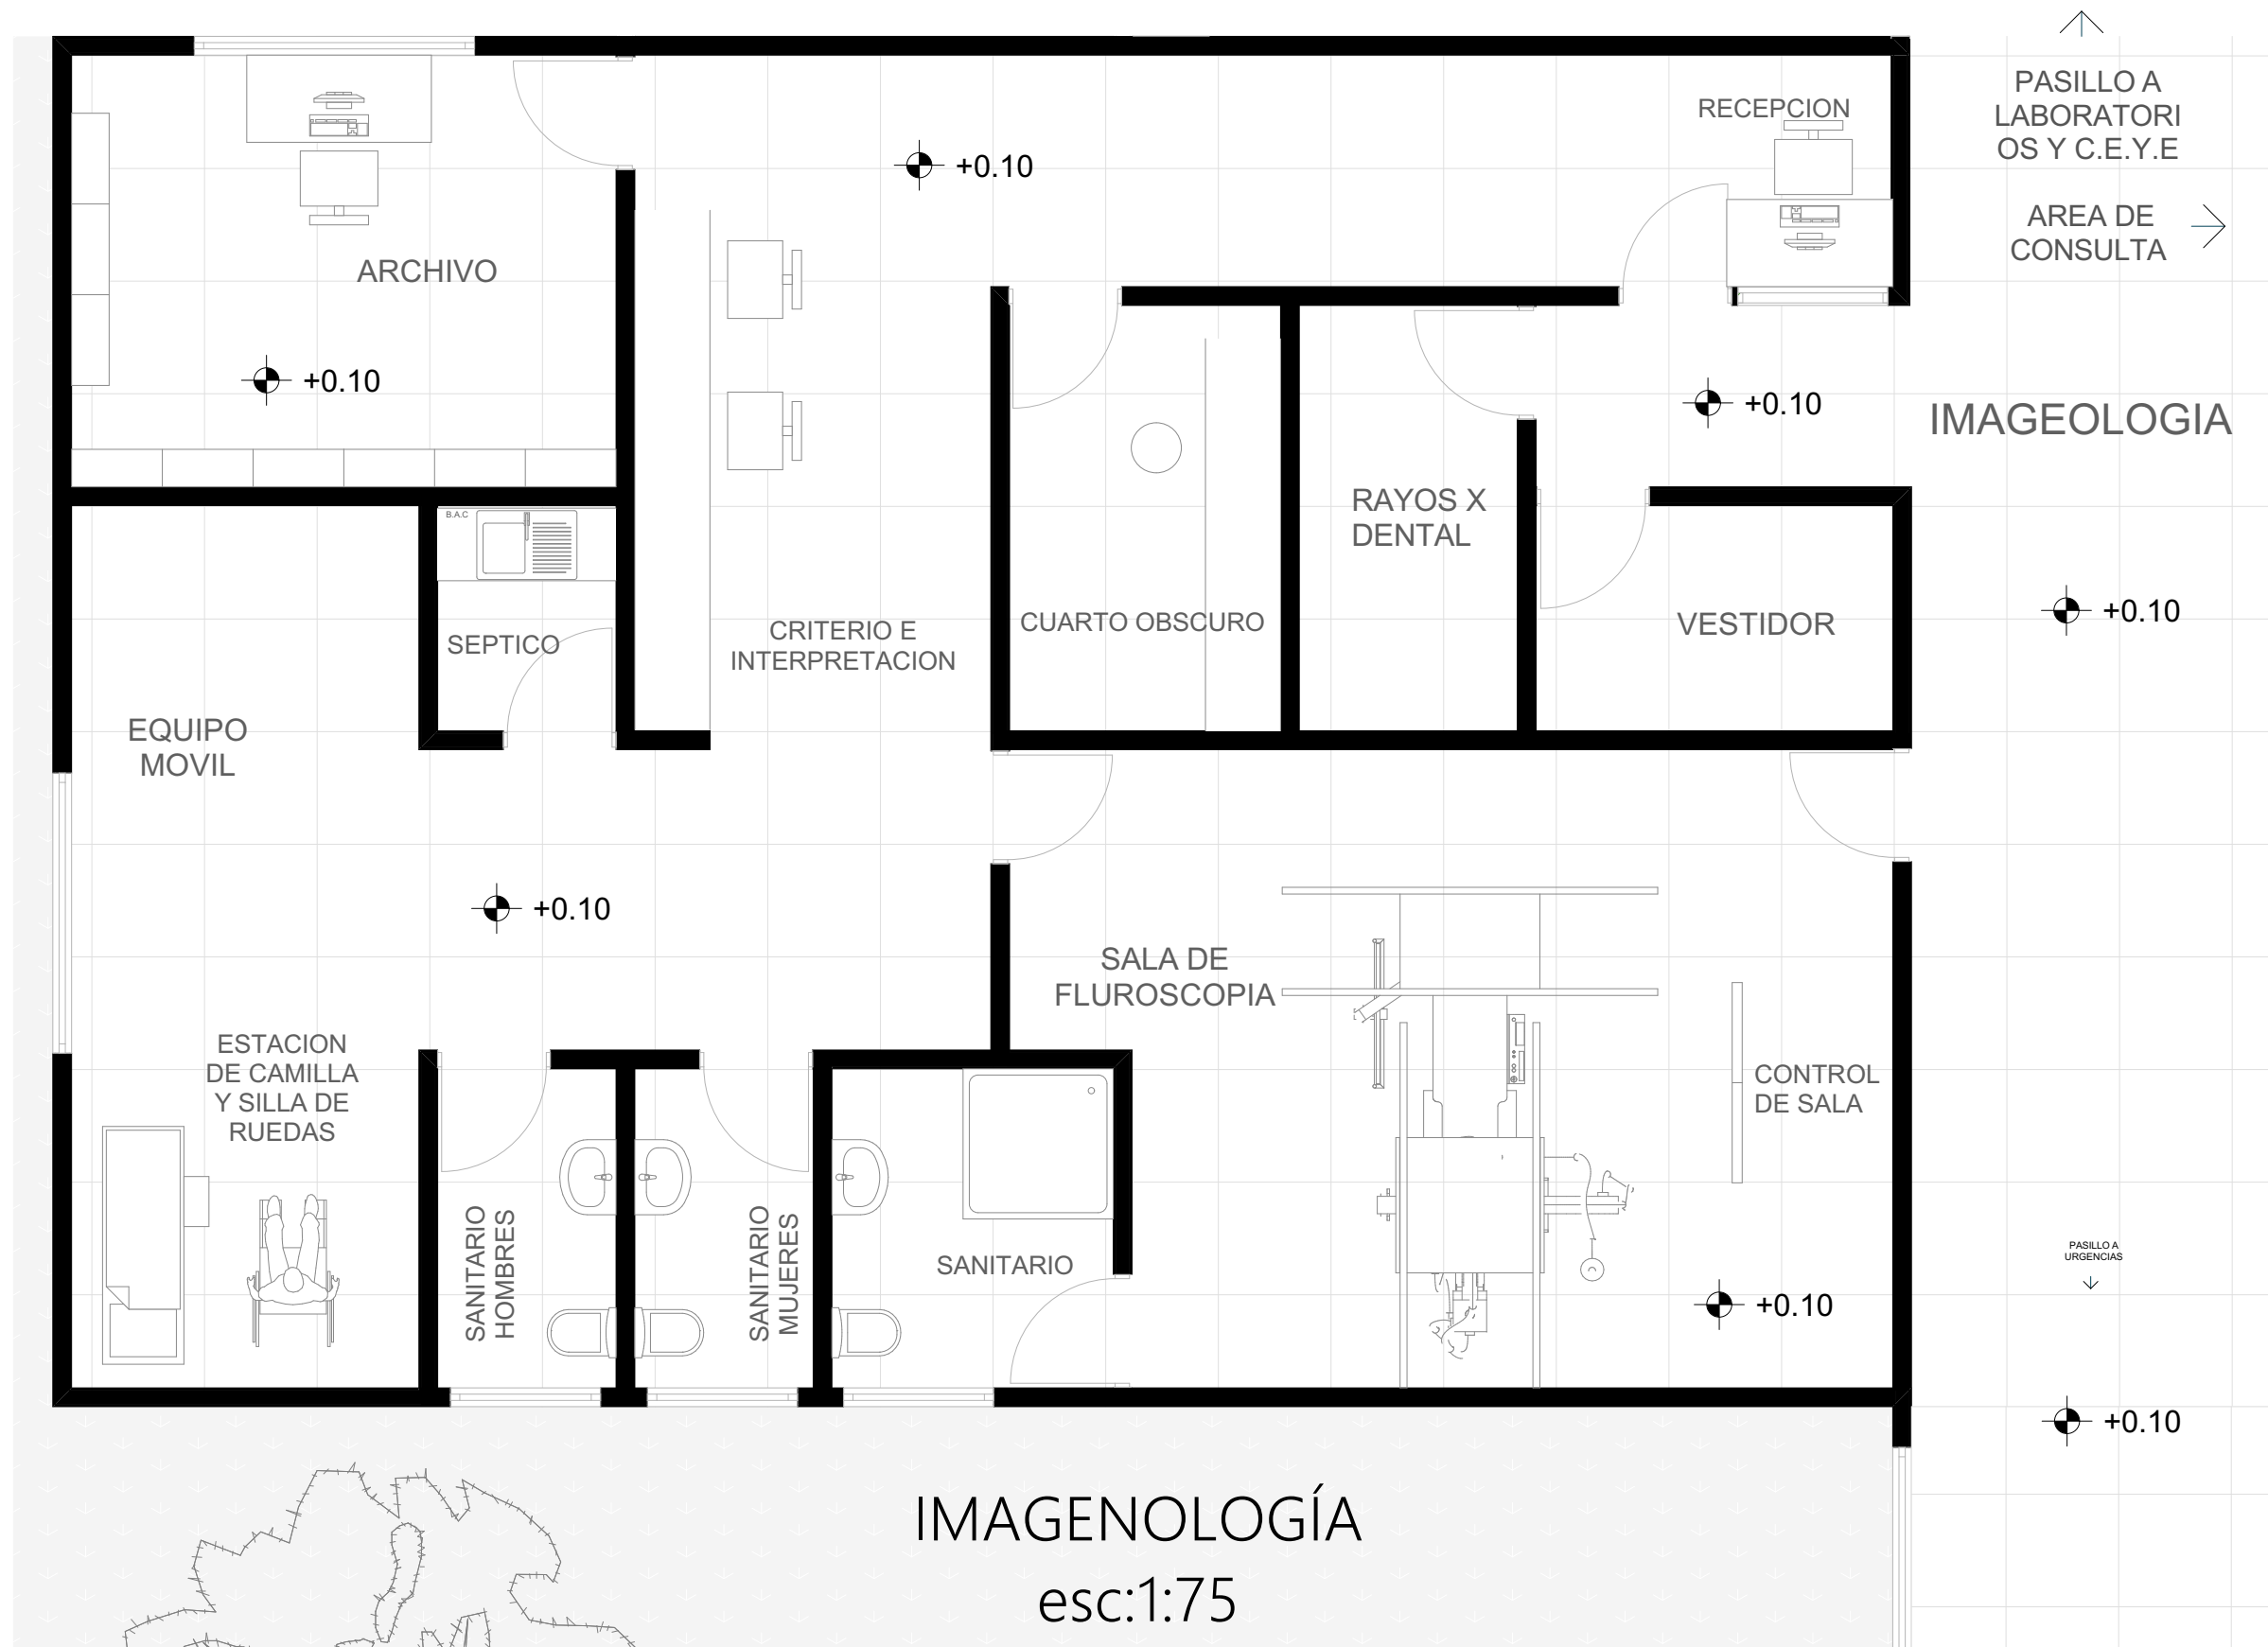 PASILLO A
LABORATORI
OS Y C.E.Y.E
RECEPCION
+0.10
AREA DE
CONSULTA
ARCHIVO
+0.10
+0.10
IMAGEOLOGIA
RAYOS X
DENTAL
B.A.C
SEPTICO
CRITERIO E
INTERPRETACION
CUARTO OBSCURO
VESTIDOR
+0.10
EQUIPO
MOVIL
+0.10
SALA DE
FLUROSCOPIA
ESTACION
DE CAMILLA
Y SILLA DE
RUEDAS
CONTROL
DE SALA
SANITARIO
HOMBRES
SANITARIO
MUJERES
SANITARIO
PASILLO A
URGENCIAS
+0.10
+0.10
IMAGENOLOGÍA
esc:1:75